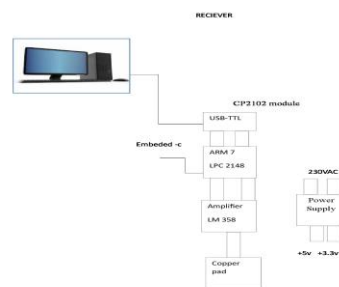 RECIEVER
CP2102 module
USB-TTL
Embeded -c
ARM 7
LPC 2148
230VAC
Power
Supply
Amplifier
LM 358
+5v +3.3v
Copper
pad